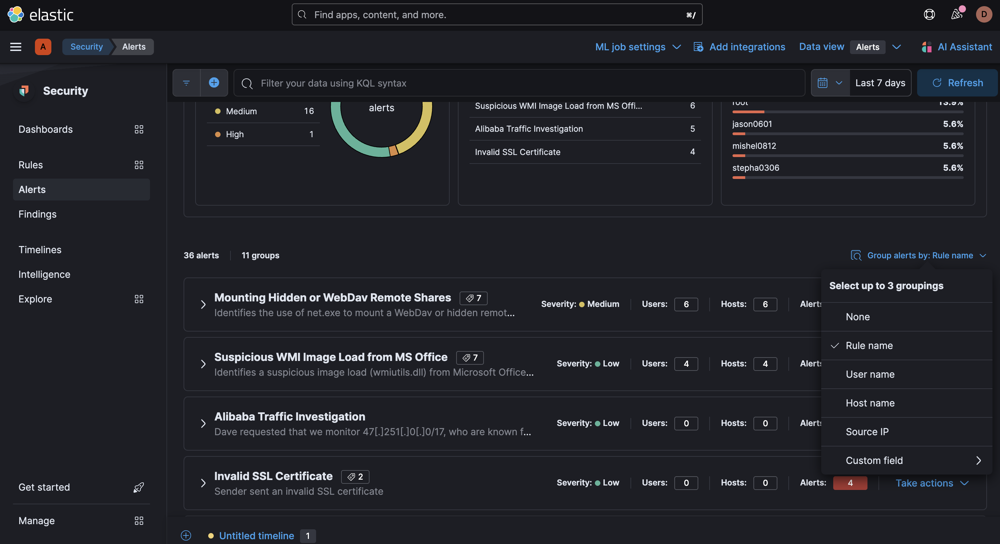 elastic
Find apps, content, and more.
⌘/
D
A
Security
Alerts
ML job settings
Add integrations
Data view
Alerts
AI Assistant
Security
Dashboards
Rules
Alerts
Findings
Timelines
Intelligence
Explore
Get started
Manage
Filter your data using KQL syntax
Last 7 days
Refresh
Medium 16
High 1
alerts
Suspicious WMI Image Load from MS Offi... 6
Alibaba Traffic Investigation 5
Invalid SSL Certificate 4
root 13.9%
jason0601 5.6%
mishel0812 5.6%
stepha0306 5.6%
36 alerts
11 groups
Group alerts by: Rule name
Select up to 3 groupings
None
Rule name
User name
Host name
Source IP
Custom field
Mounting Hidden or WebDav Remote Shares 7
Identifies the use of net.exe to mount a WebDav or hidden remot...
Severity: Medium Users: 6 Hosts: 6 Alerts
Suspicious WMI Image Load from MS Office 7
Identifies a suspicious image load (wmiutils.dll) from Microsoft Office...
Severity: Low Users: 4 Hosts: 4 Alerts
Alibaba Traffic Investigation
Dave requested that we monitor 47[.]251[.]0[.]0/17, who are known f...
Severity: Low Users: 0 Hosts: 0 Alerts
Invalid SSL Certificate 2
Sender sent an invalid SSL certificate
Severity: Low Users: 0 Hosts: 0 Alerts: 4 Take actions
Untitled timeline 1